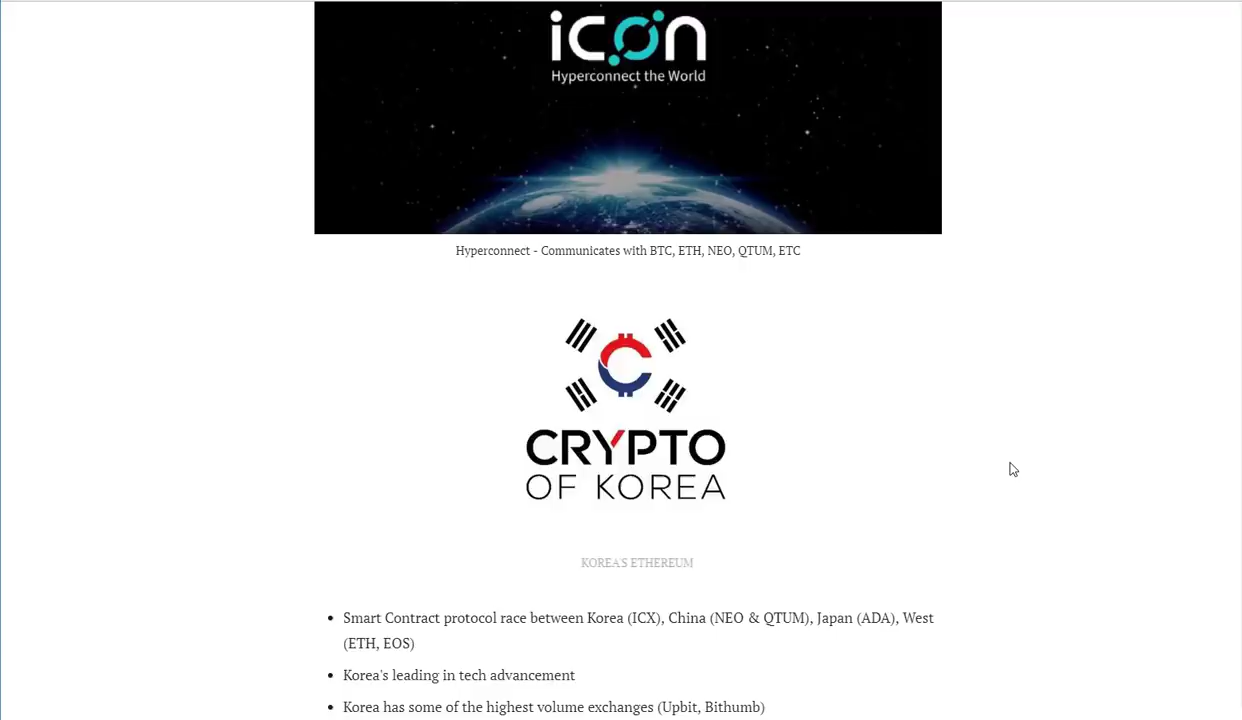 icon
Hyperconnect the World
Hyperconnect - Communicates with BTC, ETH, NEO, QTUM, ETC
CRYPTO
OF KOREA
KOREA'S ETHEREUM
• Smart Contract protocol race between Korea (ICX), China (NEO & QTUM), Japan (ADA), West
(ETH, EOS)
• Korea's leading in tech advancement
• Korea has some of the highest volume exchanges (Upbit, Bithumb)